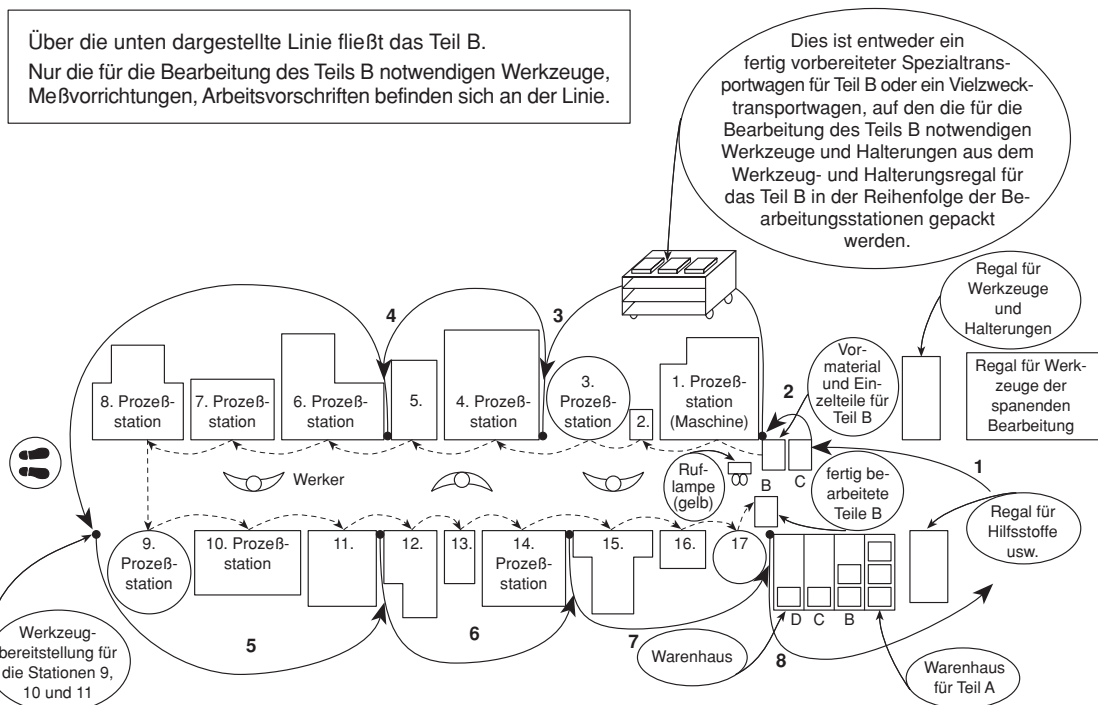 Über die unten dargestellte Linie fließt das Teil B.
Nur die für die Bearbeitung des Teils B notwendigen Werkzeuge,
Meßvorrichtungen, Arbeitsvorschriften befinden sich an der Linie.
Dies ist entweder ein
fertig vorbereiteter Spezialtrans-
portwagen für Teil B oder ein Vielzweck-
transportwagen, auf den die für die
Bearbeitung des Teils B notwendigen
Werkzeuge und Halterungen aus dem
Werkzeug- und Halterungsregal für
das Teil B in der Reihenfolge der Be-
arbeitungsstationen gepackt
werden.
Regal für
Werkzeuge
und
Halterungen
Regal für Werk-
zeuge der
spanenden
Bearbeitung
4
3
2
1
Vor-
material
und Ein-
zelteile für
Teil B
8. Prozeß-
station
7. Prozeß-
station
6. Prozeß-
station
5.
4. Prozeß-
station
3.
Prozeß-
station
2.
1. Prozeß-
station
(Maschine)
Werker
Ruf-
lampe
(gelb)
B
C
fertig be-
arbeitete
Teile B
Regal für
Hilfsstoffe
usw.
9.
Prozeß-
station
10. Prozeß-
station
11.
12.
13.
14.
Prozeß-
station
15.
16.
17
D
C
B
5
6
7
8
Werkzeug-
bereitstellung für
die Stationen 9,
10 und 11
Warenhaus
Warenhaus
für Teil A